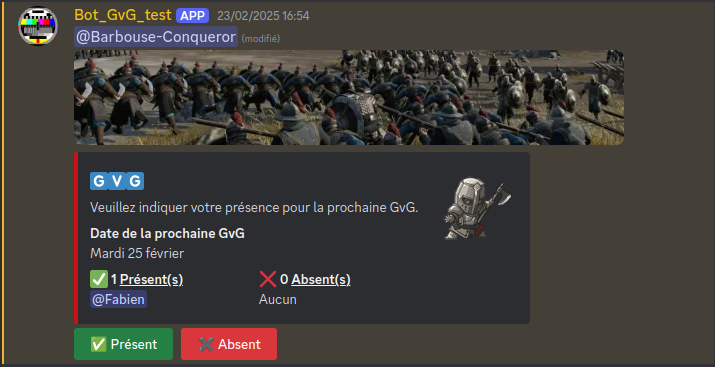 Bot_GvG_test APP 23/02/2025 16:54
@Barbouse-Conqueror (modifié)
G V G
Veuillez indiquer votre présence pour la prochaine GvG.
Date de la prochaine GvG
Mardi 25 février
✅ 1 Présent(s) ❌ 0 Absent(s)
@Fabien Aucun
✅ Présent ✖ Absent